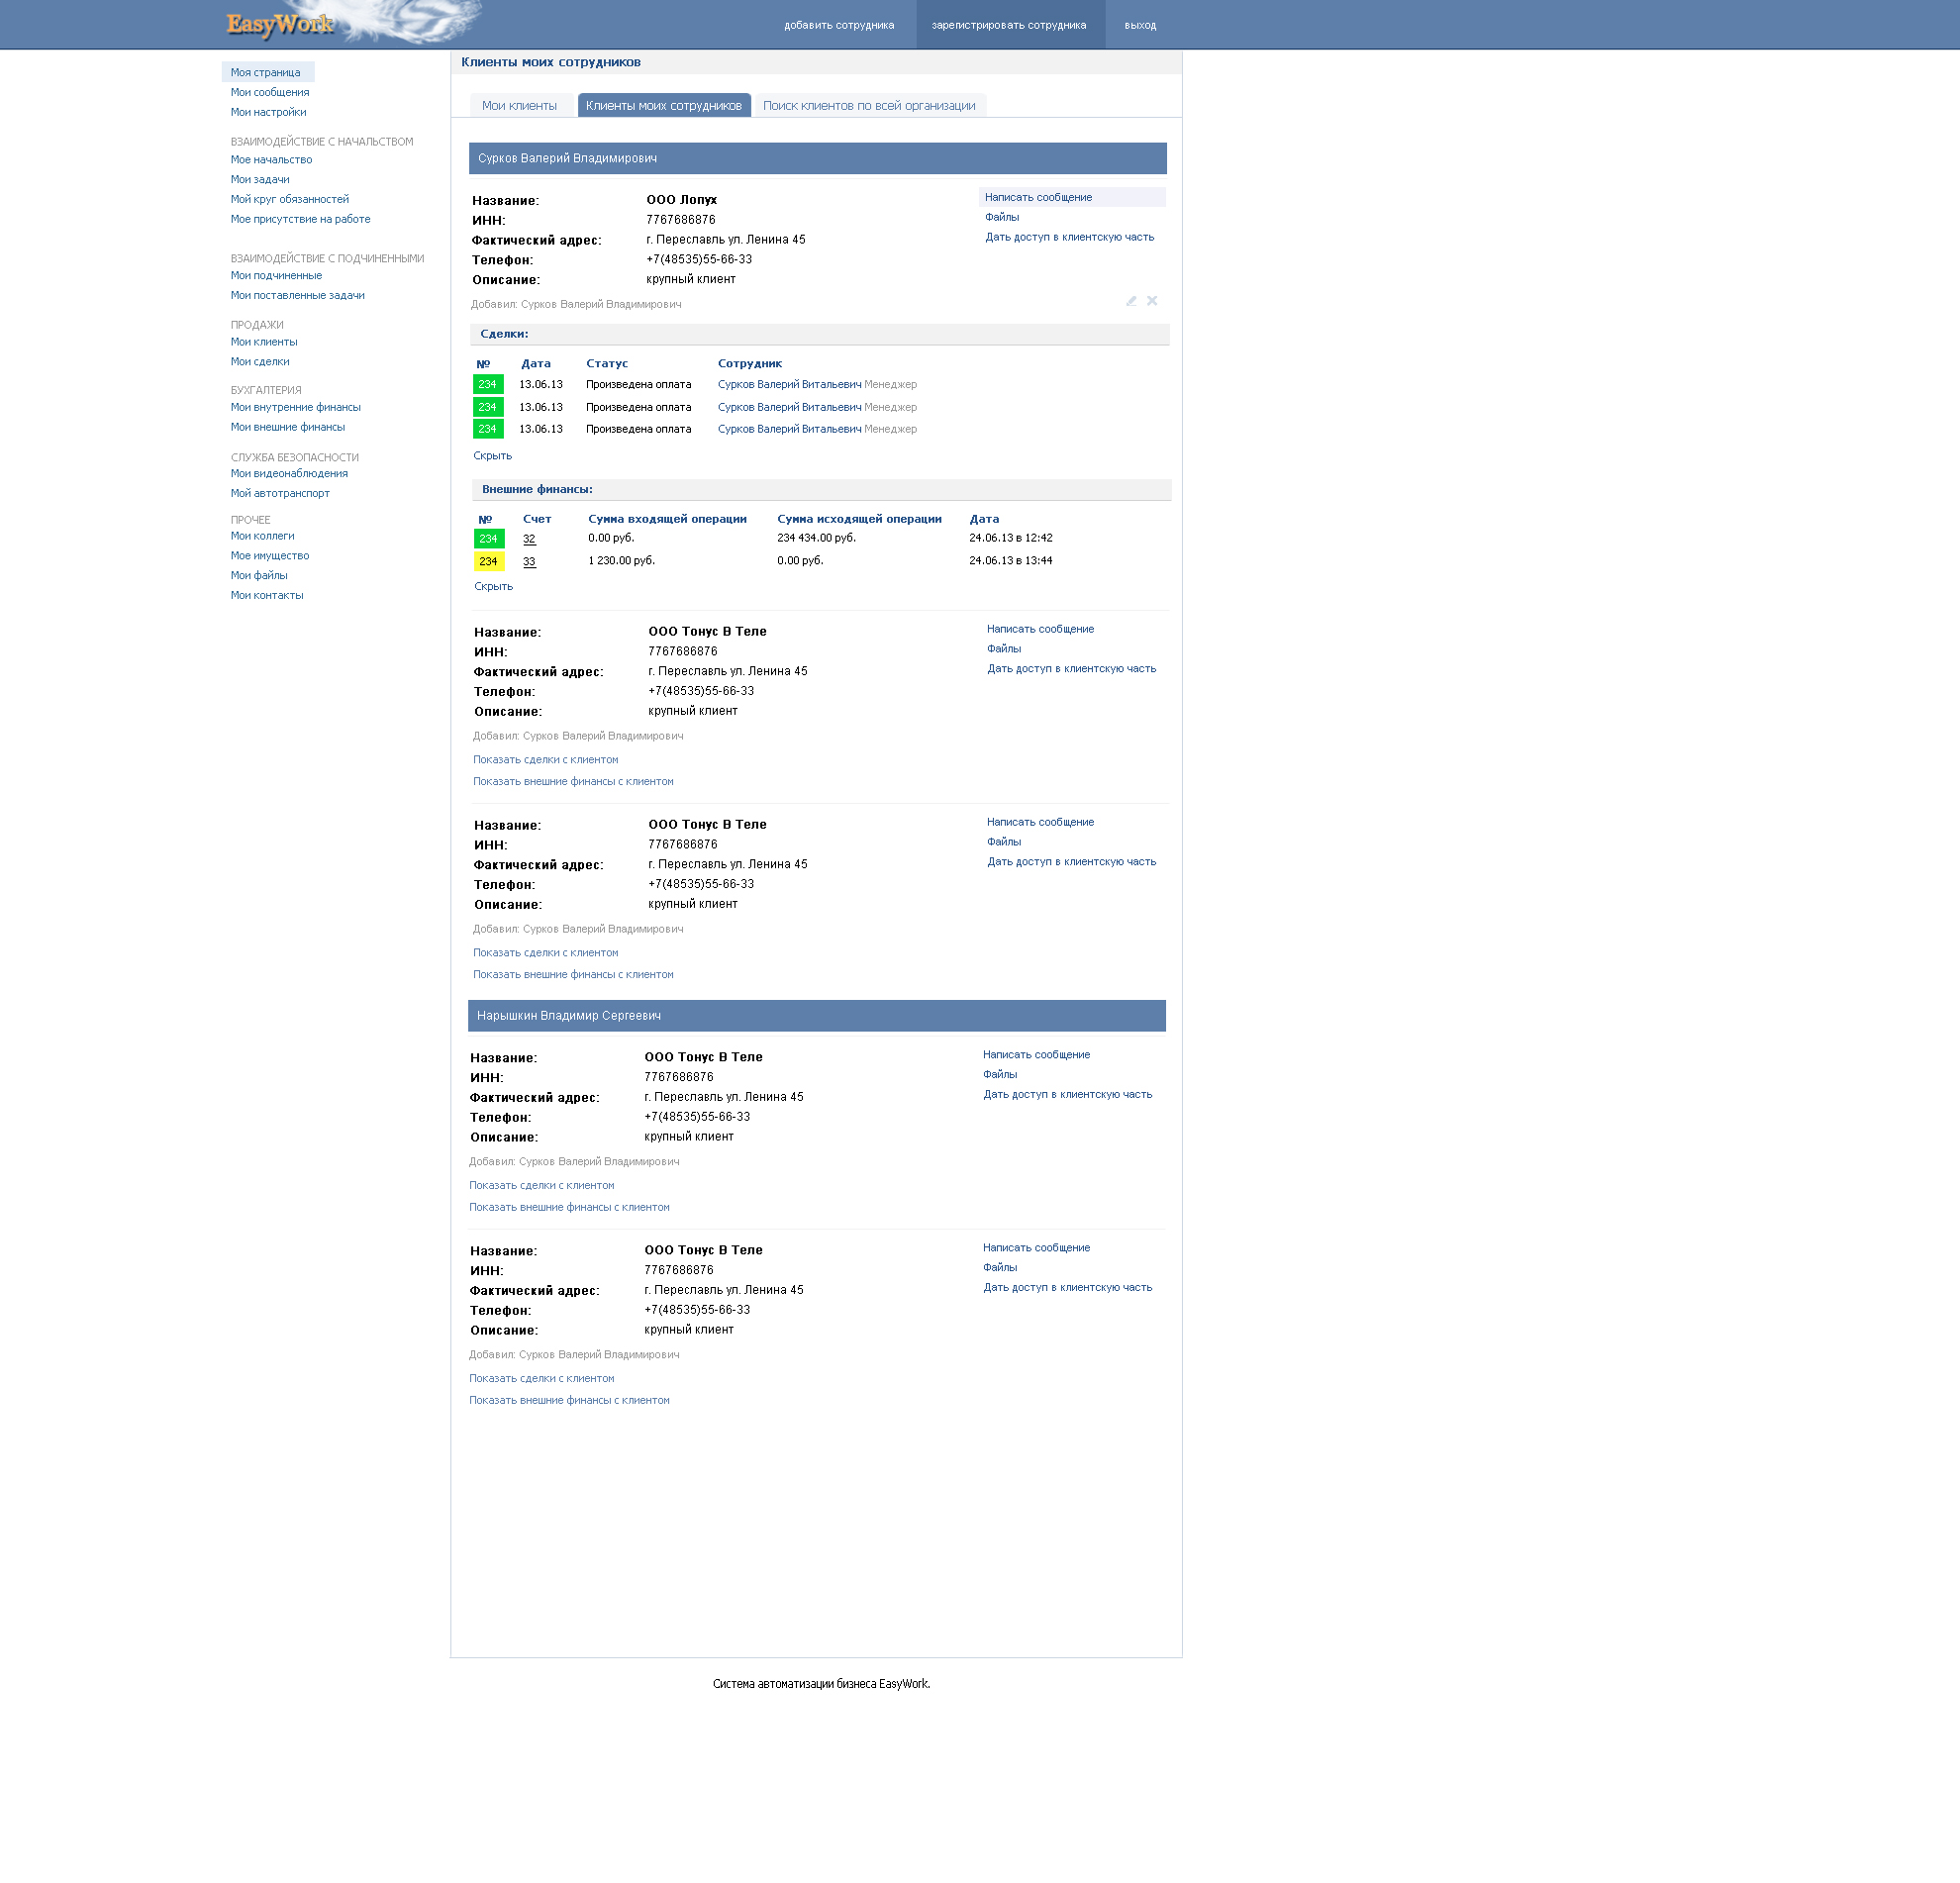 EasyWork
добавить сотрудника зарегистрировать сотрудника выход
Моя страница
Мои сообщения
Мои настройки
ВЗАИМОДЕЙСТВИЕ С НАЧАЛЬСТВОМ
Мое начальство
Мои задачи
Мой круг обязанностей
Мое присутствие на работе
ВЗАИМОДЕЙСТВИЕ С ПОДЧИНЕННЫМИ
Мои подчиненные
Мои поставленные задачи
ПРОДАЖИ
Мои клиенты
Мои сделки
БУХГАЛТЕРИЯ
Мои внутренние финансы
Мои внешние финансы
СЛУЖБА БЕЗОПАСНОСТИ
Мои видеонаблюдения
Мой автотранспорт
ПРОЧЕЕ
Мои коллеги
Мое имущество
Мои файлы
Мои контакты
Клиенты моих сотрудников
Мои клиенты Клиенты моих сотрудников Поиск клиентов по всей организации
Сурков Валерий Владимирович
Название: ООО Лопух Написать сообщение
ИНН: 7767686876 Файлы
Фактический адрес: г. Переславль ул. Ленина 45 Дать доступ в клиентскую часть
Телефон: +7(48535)55-66-33
Описание: крупный клиент
Добавил: Сурков Валерий Владимирович
Сделки:
№ Дата Статус Сотрудник
234 13.06.13 Произведена оплата Сурков Валерий Витальевич Менеджер
234 13.06.13 Произведена оплата Сурков Валерий Витальевич Менеджер
234 13.06.13 Произведена оплата Сурков Валерий Витальевич Менеджер
Скрыть
Внешние финансы:
№ Счет Сумма входящей операции Сумма исходящей операции Дата
234 32 0.00 руб. 234 434.00 руб. 24.06.13 в 12:42
234 33 1 230.00 руб. 0.00 руб. 24.06.13 в 13:44
Скрыть
Название: ООО Тонус В Теле Написать сообщение
ИНН: 7767686876 Файлы
Фактический адрес: г. Переславль ул. Ленина 45 Дать доступ в клиентскую часть
Телефон: +7(48535)55-66-33
Описание: крупный клиент
Добавил: Сурков Валерий Владимирович
Показать сделки с клиентом
Показать внешние финансы с клиентом
Название: ООО Тонус В Теле Написать сообщение
ИНН: 7767686876 Файлы
Фактический адрес: г. Переславль ул. Ленина 45 Дать доступ в клиентскую часть
Телефон: +7(48535)55-66-33
Описание: крупный клиент
Добавил: Сурков Валерий Владимирович
Показать сделки с клиентом
Показать внешние финансы с клиентом
Нарышкин Владимир Сергеевич
Название: ООО Тонус В Теле Написать сообщение
ИНН: 7767686876 Файлы
Фактический адрес: г. Переславль ул. Ленина 45 Дать доступ в клиентскую часть
Телефон: +7(48535)55-66-33
Описание: крупный клиент
Добавил: Сурков Валерий Владимирович
Показать сделки с клиентом
Показать внешние финансы с клиентом
Название: ООО Тонус В Теле Написать сообщение
ИНН: 7767686876 Файлы
Фактический адрес: г. Переславль ул. Ленина 45 Дать доступ в клиентскую часть
Телефон: +7(48535)55-66-33
Описание: крупный клиент
Добавил: Сурков Валерий Владимирович
Показать сделки с клиентом
Показать внешние финансы с клиентом
Система автоматизации бизнеса EasyWork.